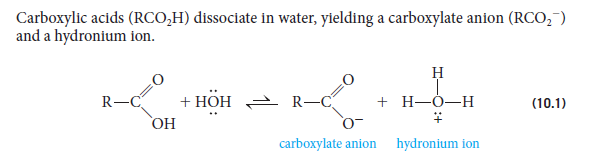 Carboxylic acids (RCO₂H) dissociate in water, yielding a carboxylate anion (RCO₂⁻)
and a hydronium ion.
O O H
R—C + HÖH ⇌ R—C + H—O—H (10.1)
OH O⁻ +
carboxylate anion hydronium ion